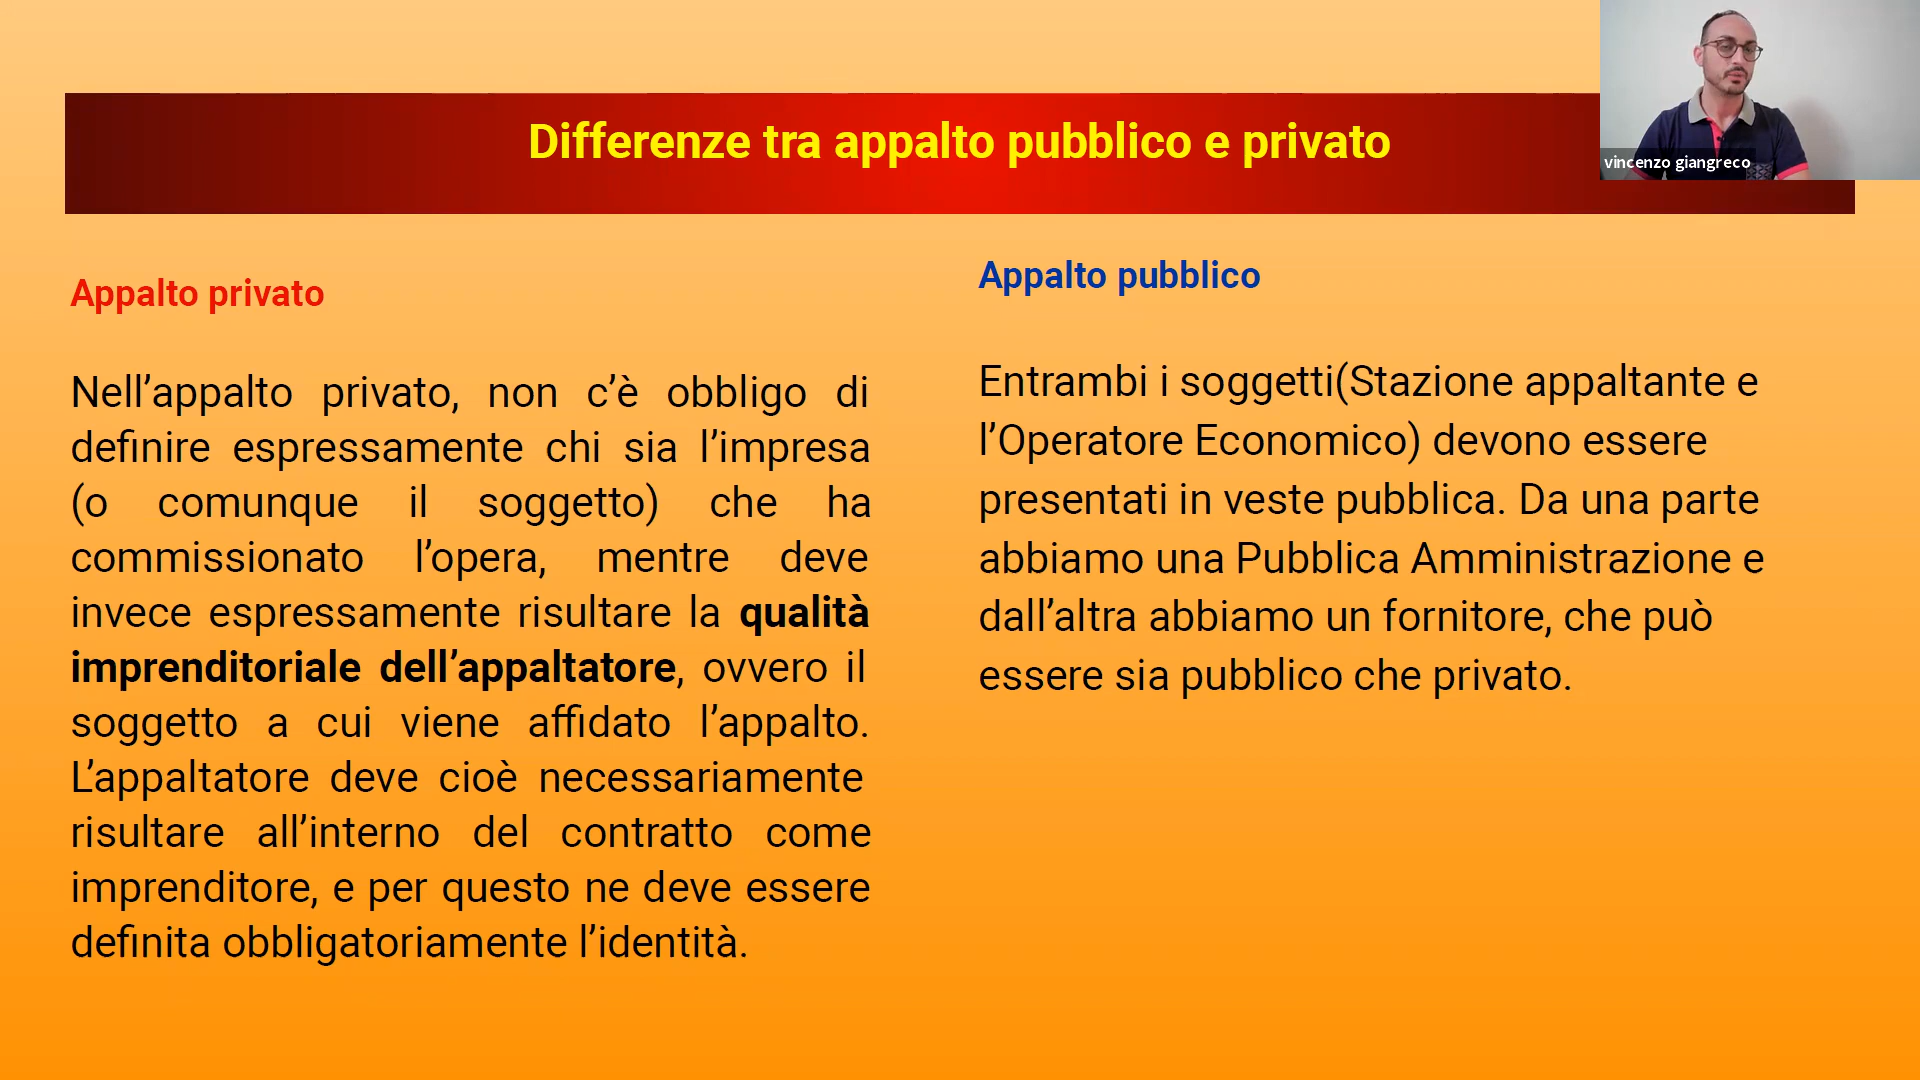 Differenze tra appalto pubblico e privato
vincenzo giangreco
Appalto privato
Nell’appalto privato, non c’è obbligo di
definire espressamente chi sia l’impresa
(o comunque il soggetto) che ha
commissionato l’opera, mentre deve
invece espressamente risultare la qualità
imprenditoriale dell’appaltatore, ovvero il
soggetto a cui viene affidato l’appalto.
L’appaltatore deve cioè necessariamente
risultare all’interno del contratto come
imprenditore, e per questo ne deve essere
definita obbligatoriamente l’identità.
Appalto pubblico
Entrambi i soggetti(Stazione appaltante e
l’Operatore Economico) devono essere
presentati in veste pubblica. Da una parte
abbiamo una Pubblica Amministrazione e
dall’altra abbiamo un fornitore, che può
essere sia pubblico che privato.